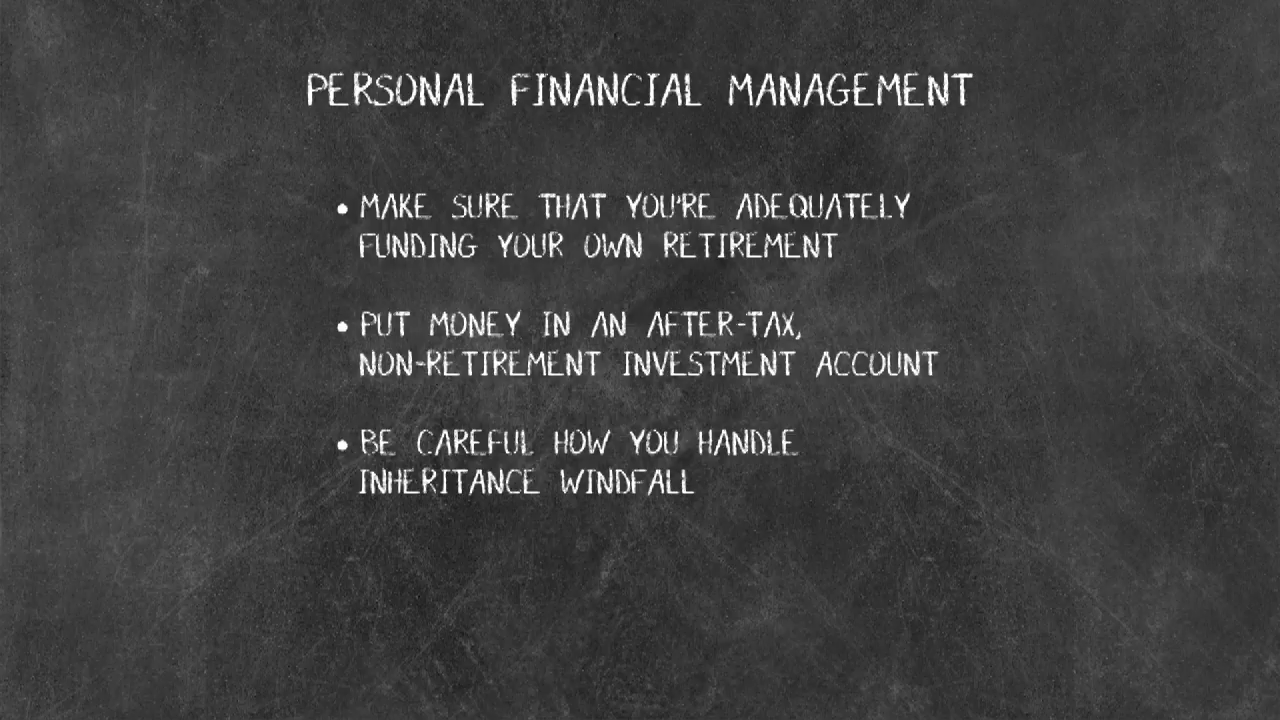 PERSONAL FINANCIAL MANAGEMENT
• MAKE SURE THAT YOU'RE ADEQUATELY
FUNDING YOUR OWN RETIREMENT
• PUT MONEY IN AN AFTER-TAX,
NON-RETIREMENT INVESTMENT ACCOUNT
• BE CAREFUL HOW YOU HANDLE
INHERITANCE WINDFALL